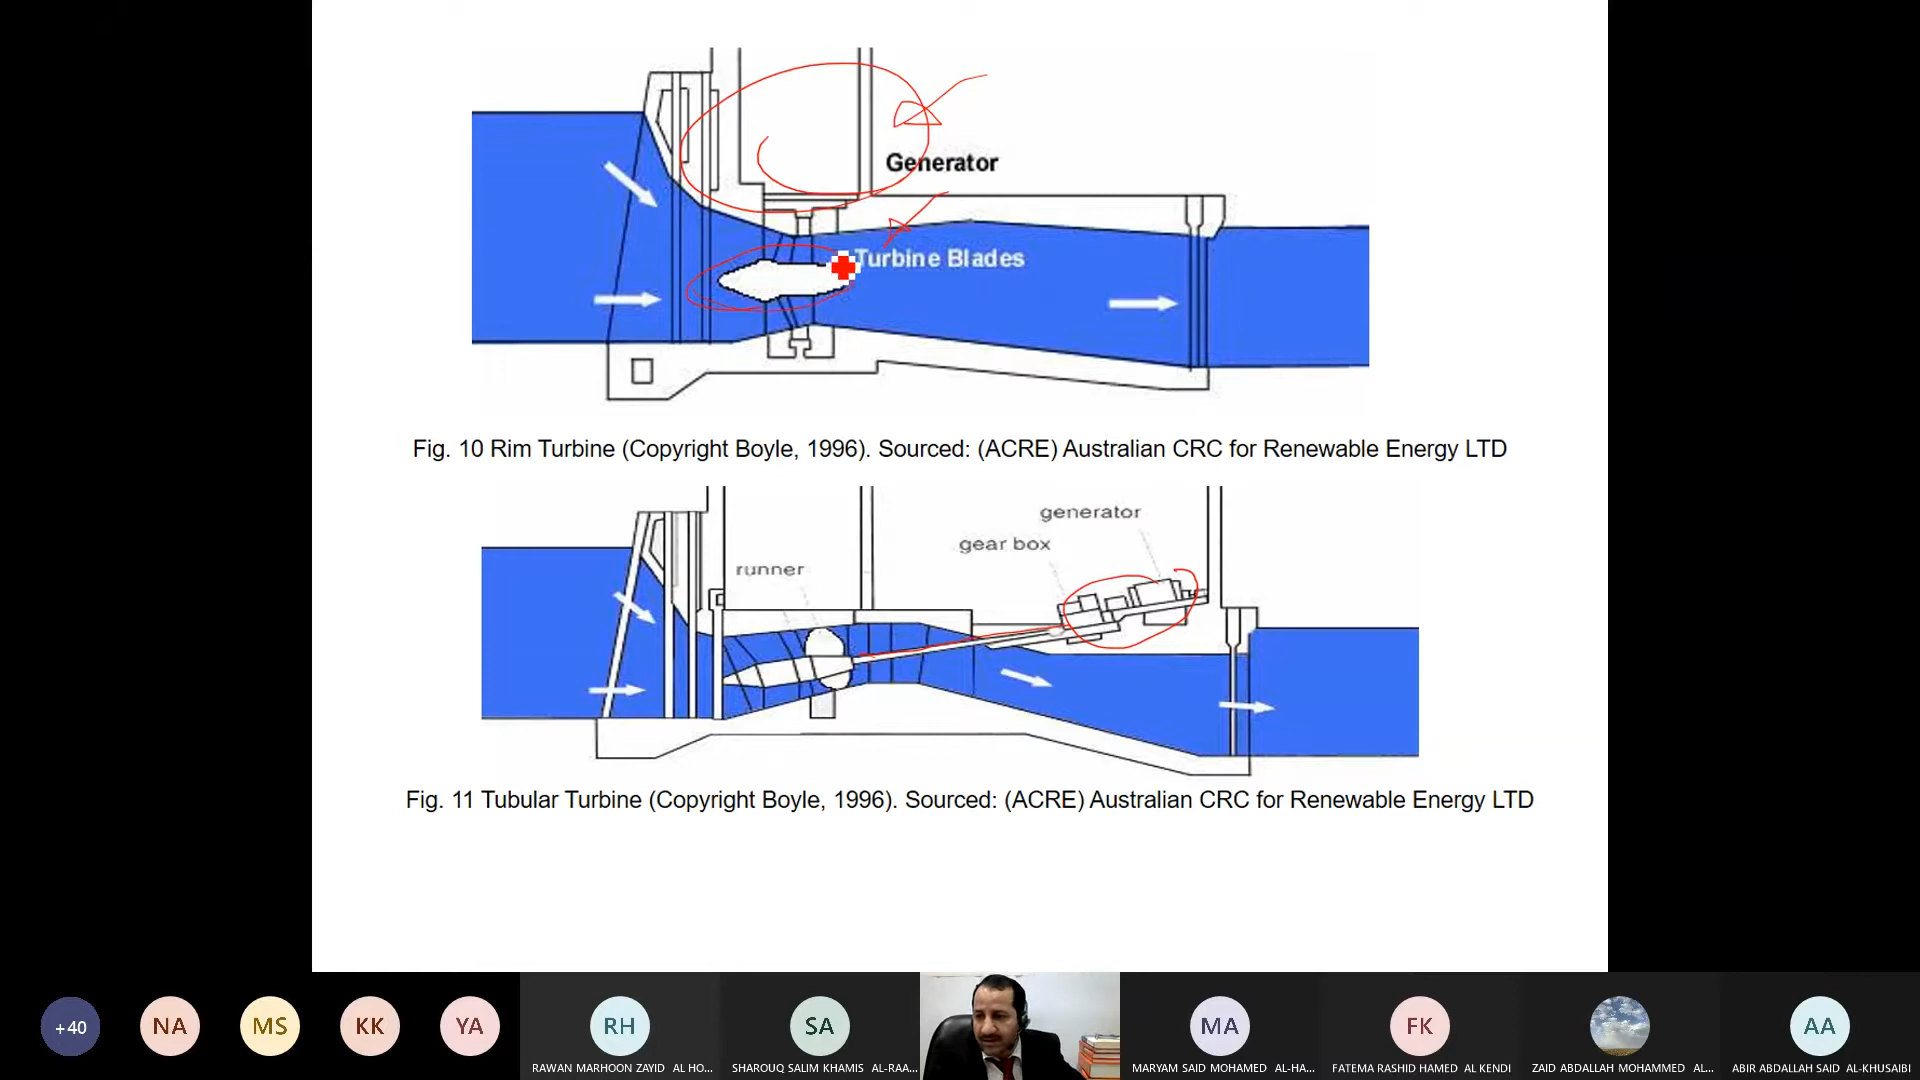 Generator
Turbine Blades
Fig. 10 Rim Turbine (Copyright Boyle, 1996). Sourced: (ACRE) Australian CRC for Renewable Energy LTD
generator
gear box
runner
Fig. 11 Tubular Turbine (Copyright Boyle, 1996). Sourced: (ACRE) Australian CRC for Renewable Energy LTD
+40
NA
MS
KK
YA
RH
SA
MA
FK
AA
RAWAN MARHOON ZAYID AL HO...
SHAROUQ SALIM KHAMIS AL-RAA...
MARYAM SAID MOHAMED AL-HA...
FATEMA RASHID HAMED AL KENDI
ZAID ABDALLAH MOHAMMED AL...
ABIR ABDALLAH SAID AL-KHUSAIBI